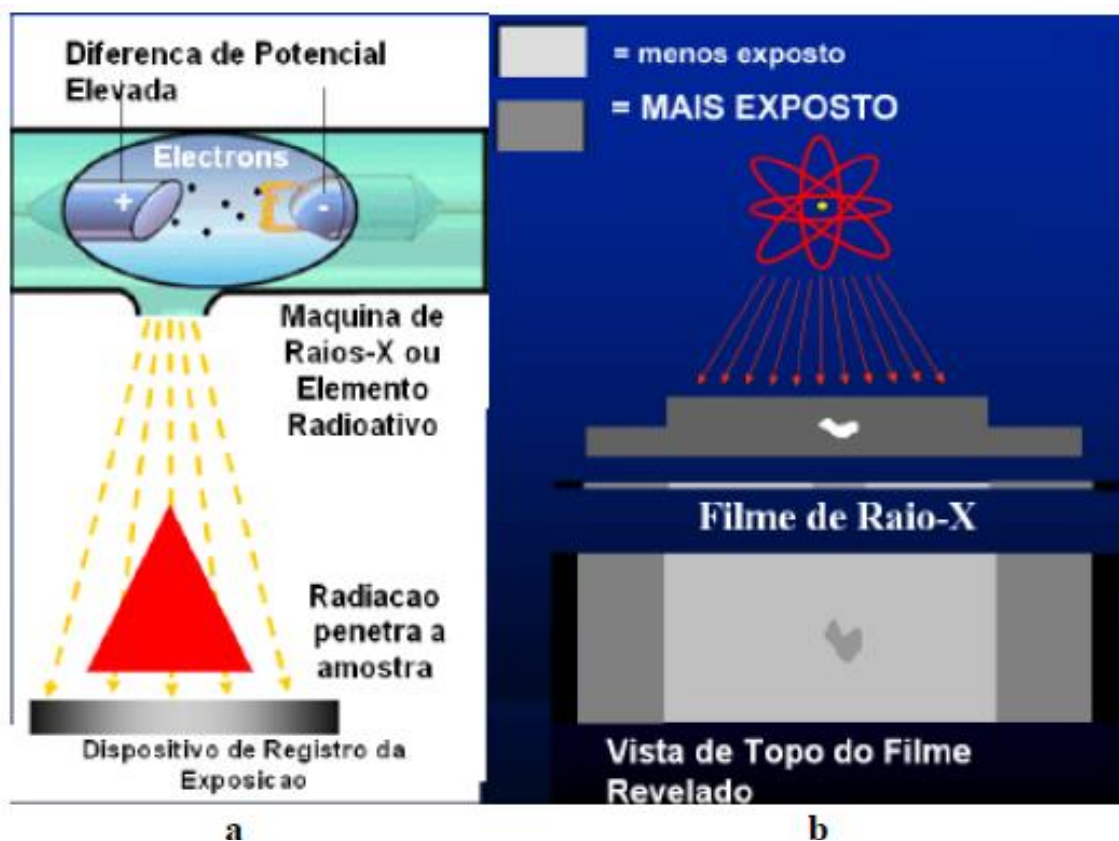 Diferenca de Potencial
Elevada
Electrons
+
-
Maquina de
Raios-X ou
Elemento
Radioativo
Radiacao
penetra a
amostra
Dispositivo de Registro da
Exposicao
a
= menos exposto
= MAIS EXPOSTO
Filme de Raio-X
Vista de Topo do Filme
Revelado
b